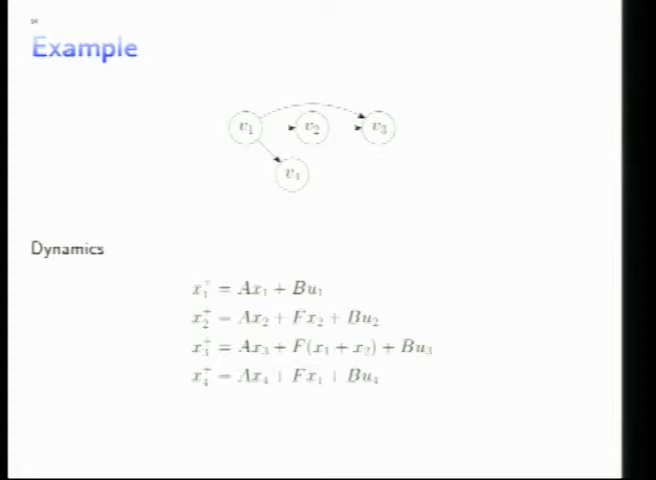 Example
v₁ v₂ v₃
v₄
Dynamics
x₁⁺ = Ax₁ + Bu₁
x₂⁺ = Ax₂ + Fx₂ + Bu₂
x₃⁺ = Ax₃ + F(x₁ + x₂) + Bu₃
x₄⁺ = Ax₄ + Fx₁ + Bu₄